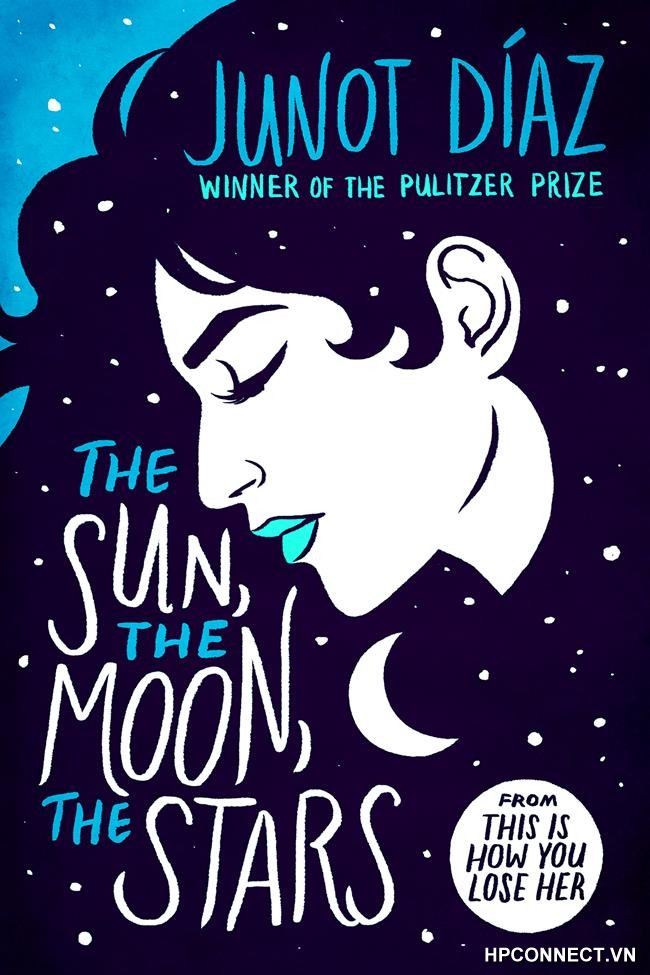 JUNOT DÍAZ
WINNER OF THE PULITZER PRIZE
THE
SUN,
THE
MOON,
THE STARS
FROM
THIS IS
HOW YOU
LOSE HER
HPCONNECT.VN